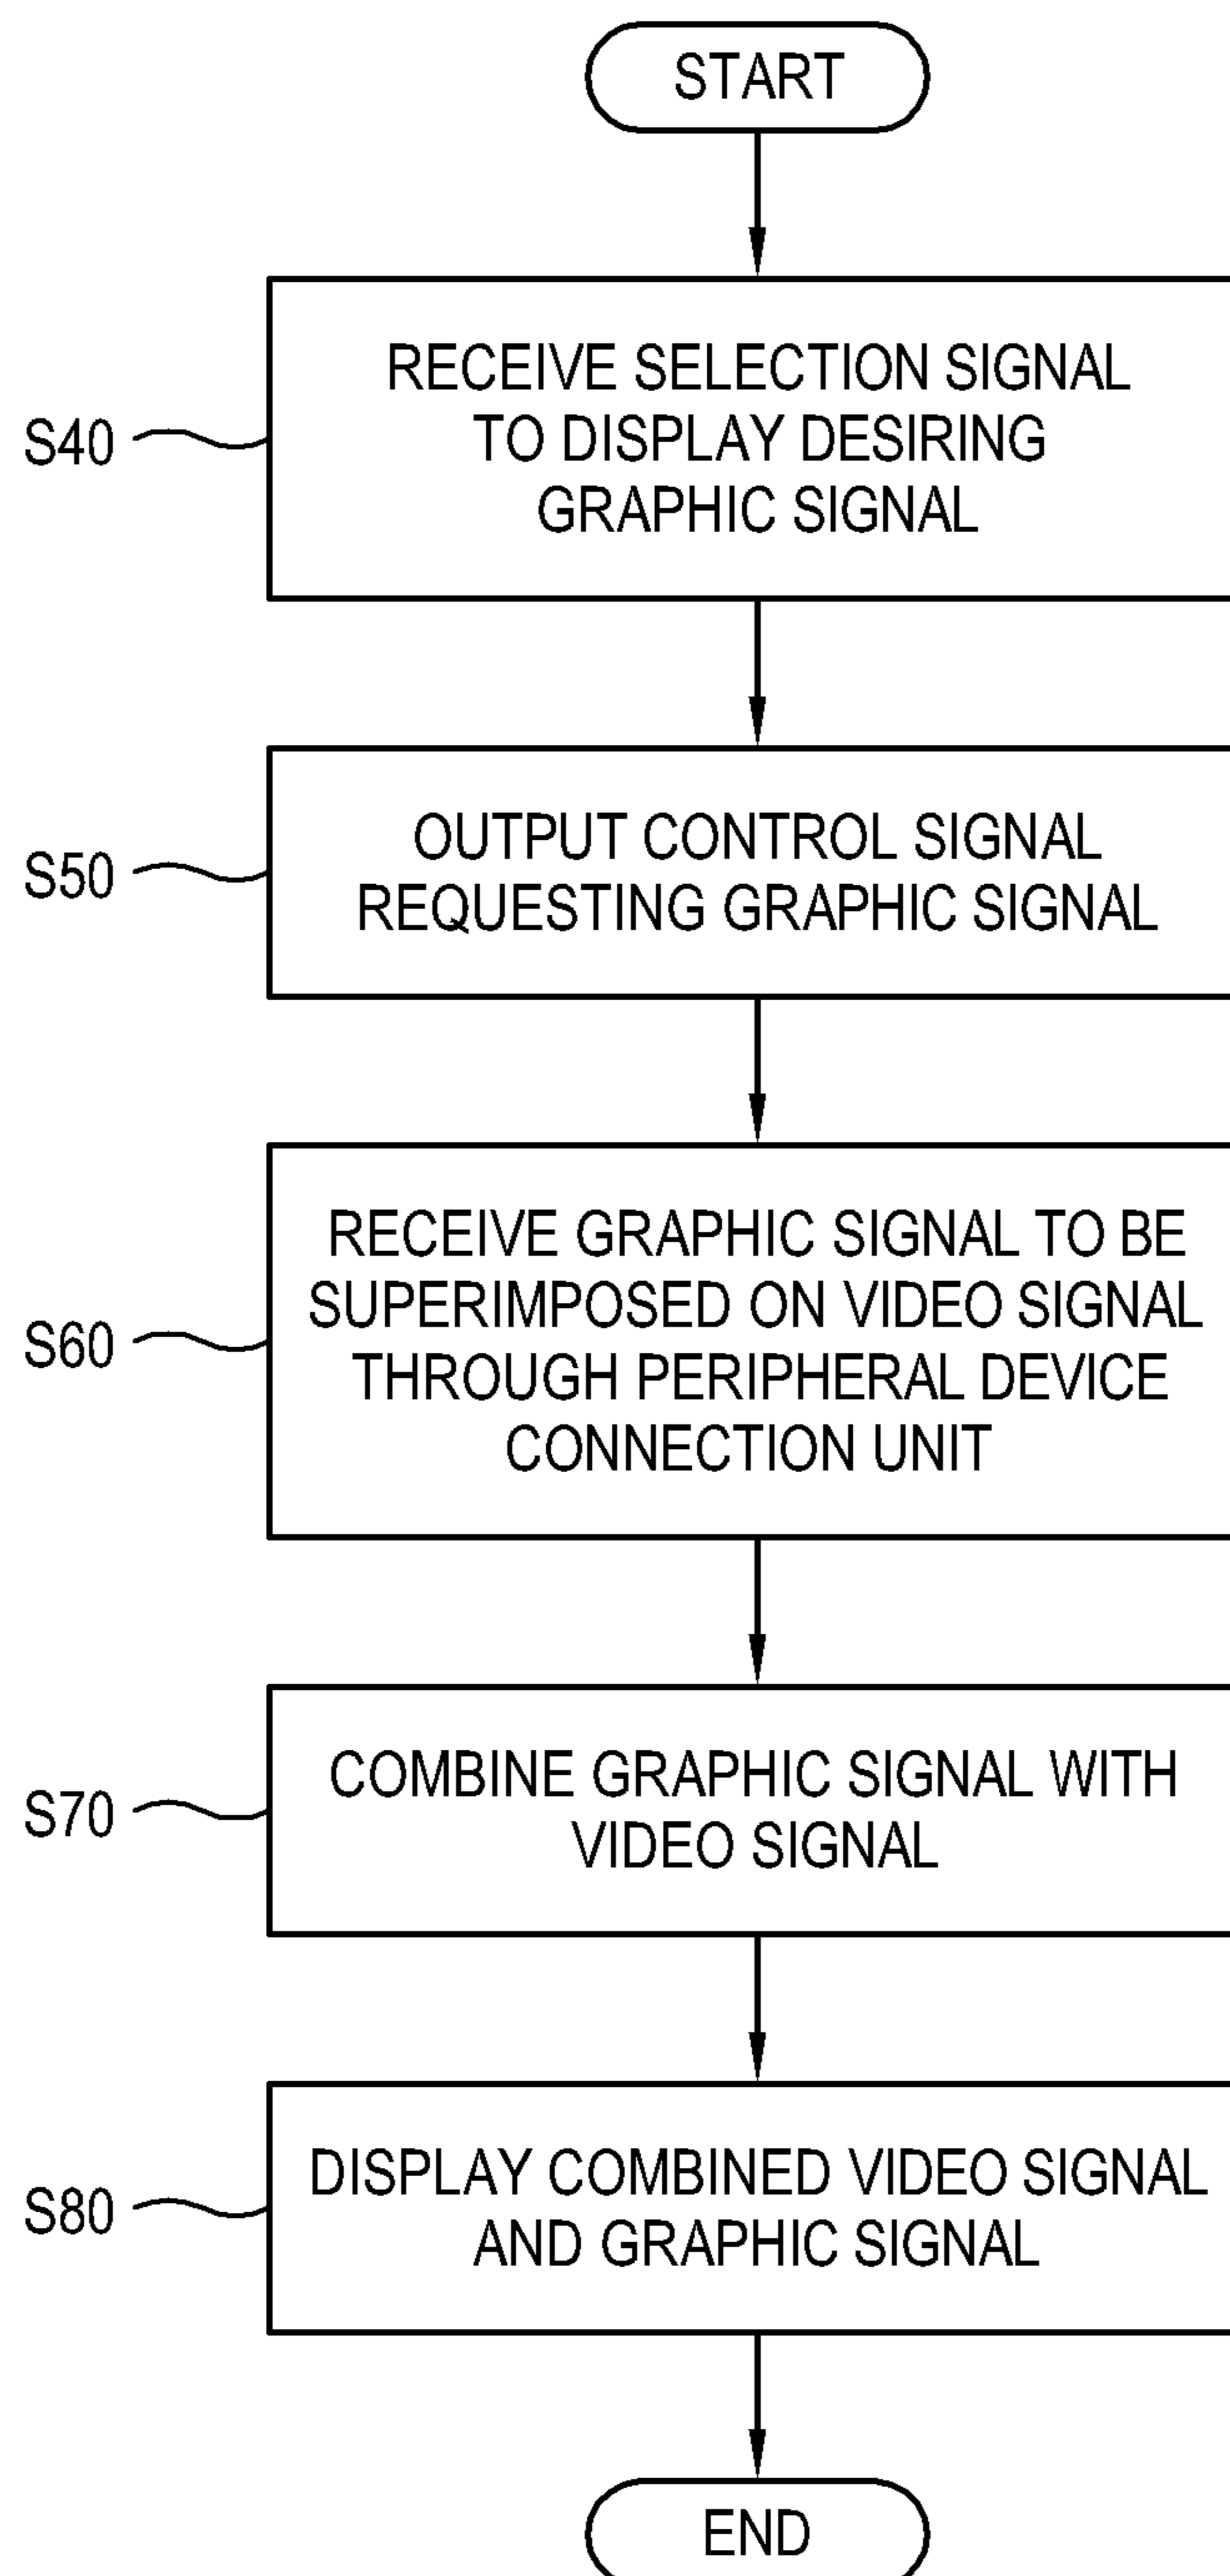 START
RECEIVE SELECTION SIGNAL
TO DISPLAY DESIRING
GRAPHIC SIGNAL
S40
OUTPUT CONTROL SIGNAL
REQUESTING GRAPHIC SIGNAL
S50
RECEIVE GRAPHIC SIGNAL TO BE
SUPERIMPOSED ON VIDEO SIGNAL
THROUGH PERIPHERAL DEVICE
CONNECTION UNIT
S60
COMBINE GRAPHIC SIGNAL WITH
VIDEO SIGNAL
S70
DISPLAY COMBINED VIDEO SIGNAL
AND GRAPHIC SIGNAL
S80
END